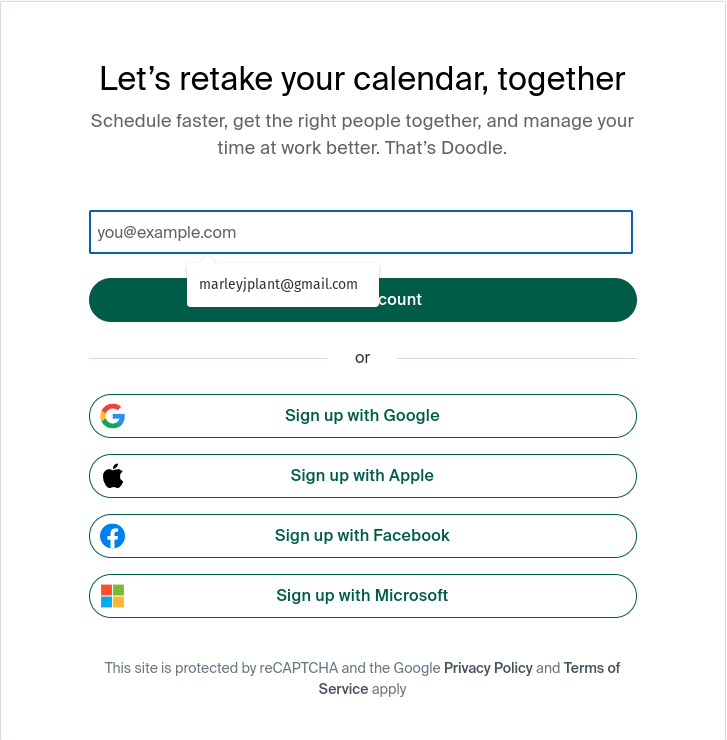 Let’s retake your calendar, together
Schedule faster, get the right people together, and manage your
time at work better. That’s Doodle.
you@example.com
marleyjplant@gmail.com
count
or
Sign up with Google
Sign up with Apple
Sign up with Facebook
Sign up with Microsoft
This site is protected by reCAPTCHA and the Google Privacy Policy and Terms of
Service apply